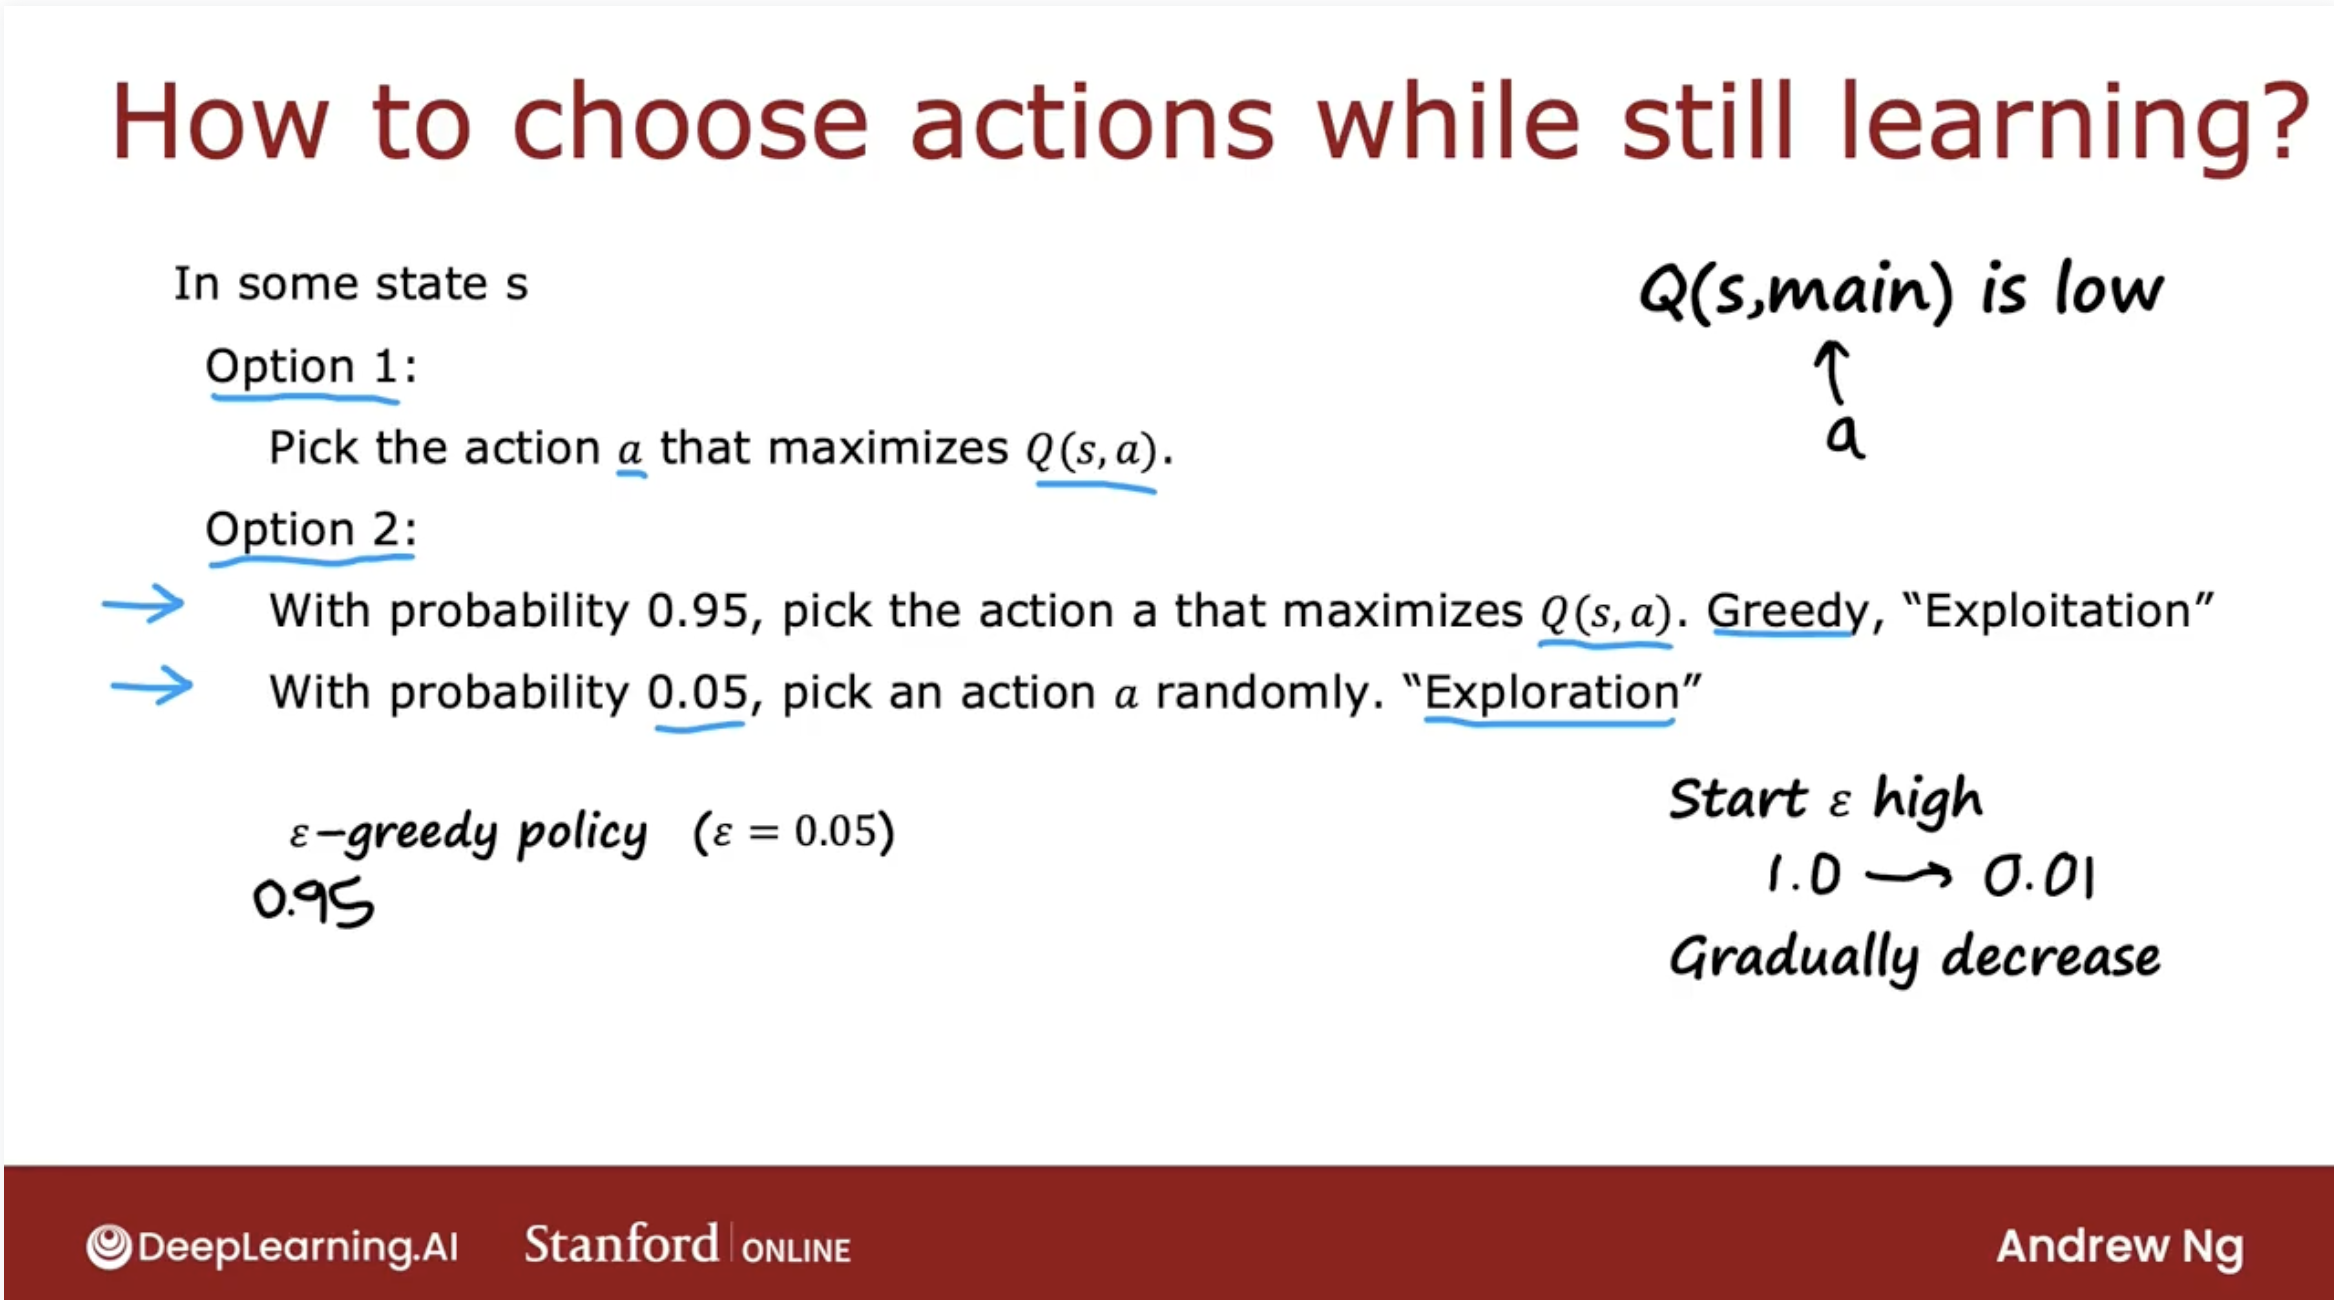 How to choose actions while still learning?
In some state s
Q(s,main) is low
↑
a
Option 1:
Pick the action a that maximizes Q(s, a).
Option 2:
→ With probability 0.95, pick the action a that maximizes Q(s, a). Greedy, “Exploitation”
→ With probability 0.05, pick an action a randomly. “Exploration”
ε-greedy policy (ε = 0.05)
0.95
Start ε high
1.0 → 0.01
Gradually decrease
DeepLearning.AI
Stanford | ONLINE
Andrew Ng